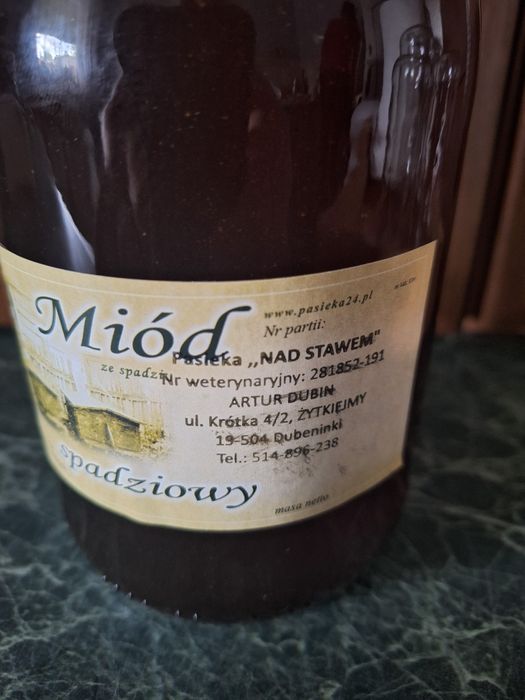 Miód
www.pasieka24.pl
Nr partii:
ze spadzi
Pasieka „NAD STAWEM"
Nr weterynaryjny: 281852-191
ARTUR DUBIN
ul. Krótka 4/2, ŻYTKIEJMY
19-504 Dubeninki
Tel.: 514-896-238
spadziowy
masa netto